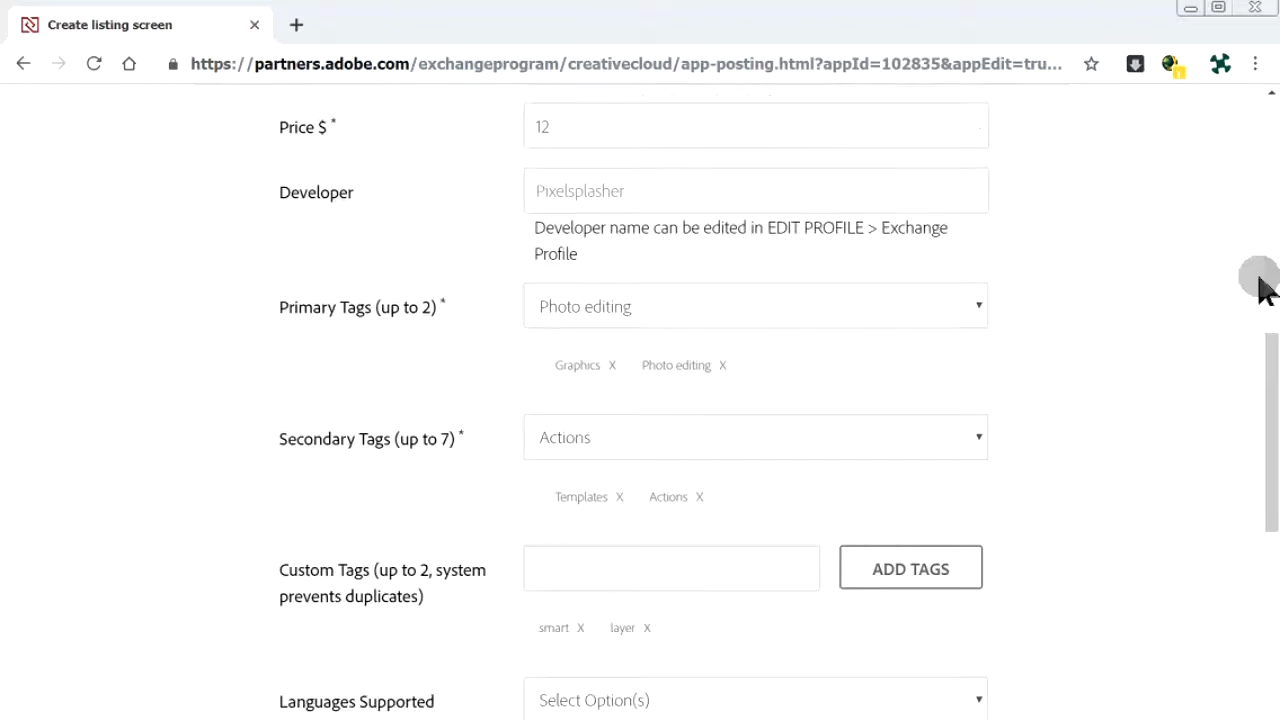 Create listing screen
https://partners.adobe.com/exchangeprogram/creativecloud/app-posting.html?appId=102835&appEdit=tru...
Price $ *
12
Developer
Pixelsplasher
Developer name can be edited in EDIT PROFILE > Exchange
Profile
Primary Tags (up to 2) *
Photo editing
Graphics X Photo editing X
Secondary Tags (up to 7) *
Actions
Templates X Actions X
Custom Tags (up to 2, system
prevents duplicates)
ADD TAGS
smart X layer X
Languages Supported
Select Option(s)